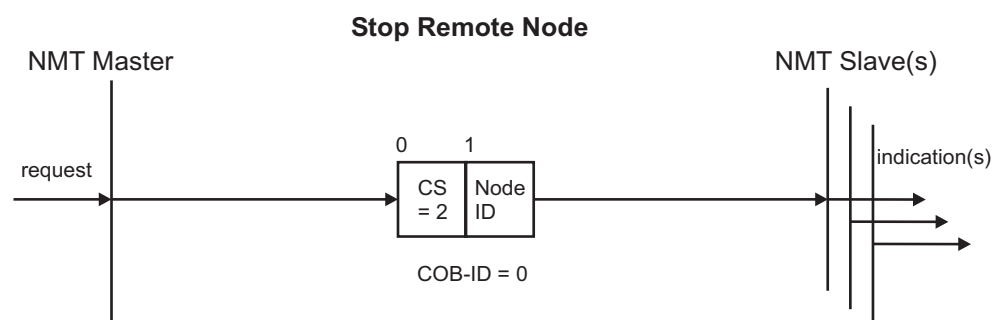 Stop Remote Node
NMT Master
NMT Slave(s)
request
0 1
indication(s)
CS
= 2
Node
ID
COB-ID = 0